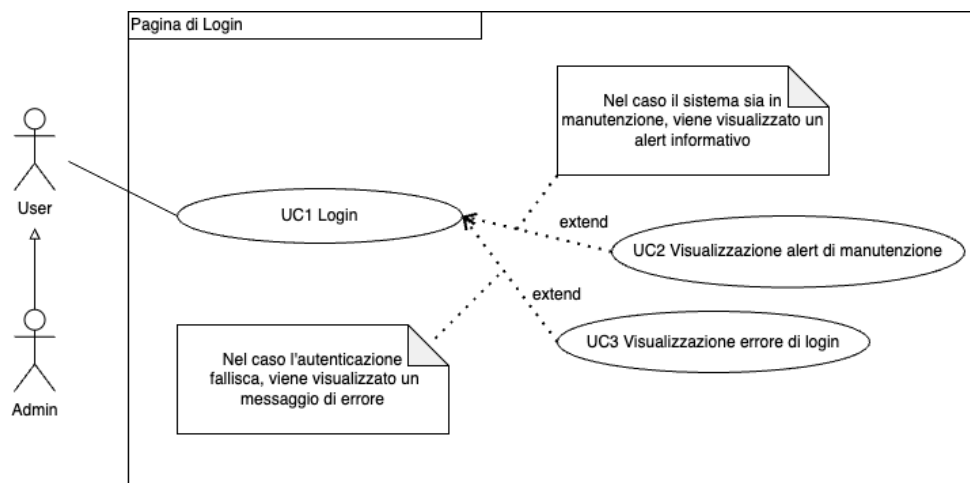 Pagina di Login
Nel caso il sistema sia in
manutenzione, viene visualizzato un
alert informativo
User
UC1 Login
extend
UC2 Visualizzazione alert di manutenzione
extend
UC3 Visualizzazione errore di login
Nel caso l'autenticazione
fallisca, viene visualizzato un
messaggio di errore
Admin